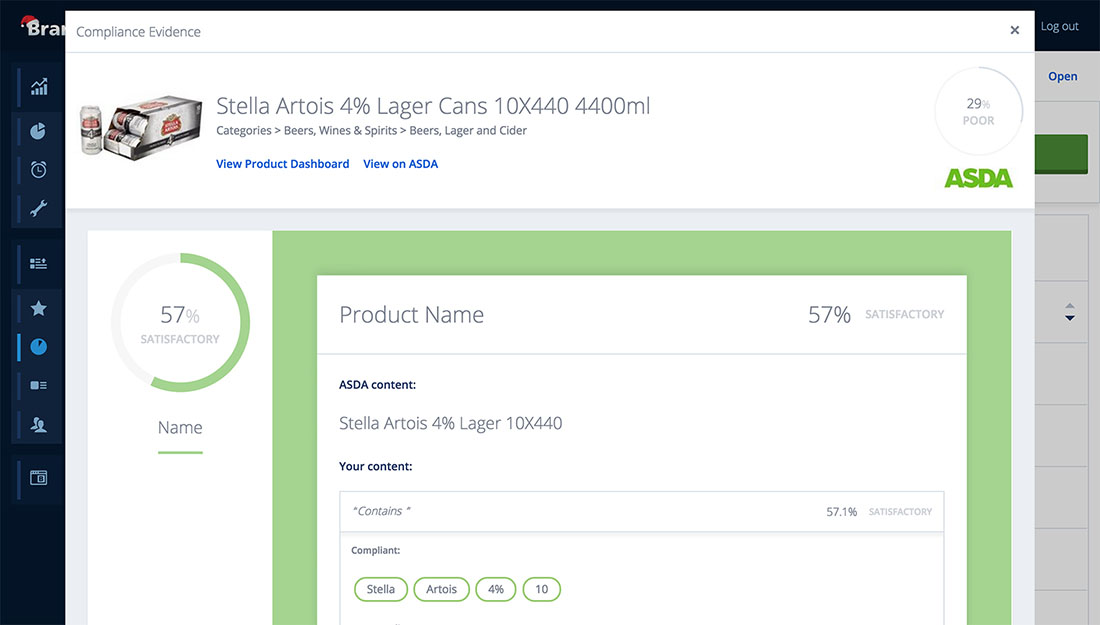 Bran
Compliance Evidence
×
Log out
Open
Stella Artois 4% Lager Cans 10X440 4400ml
Categories > Beers, Wines & Spirits > Beers, Lager and Cider
View Product Dashboard View on ASDA
29%
POOR
ASDA
57%
SATISFACTORY
Name
Product Name 57% SATISFACTORY
ASDA content:
Stella Artois 4% Lager 10X440
Your content:
"Contains " 57.1% SATISFACTORY
Compliant:
Stella Artois 4% 10